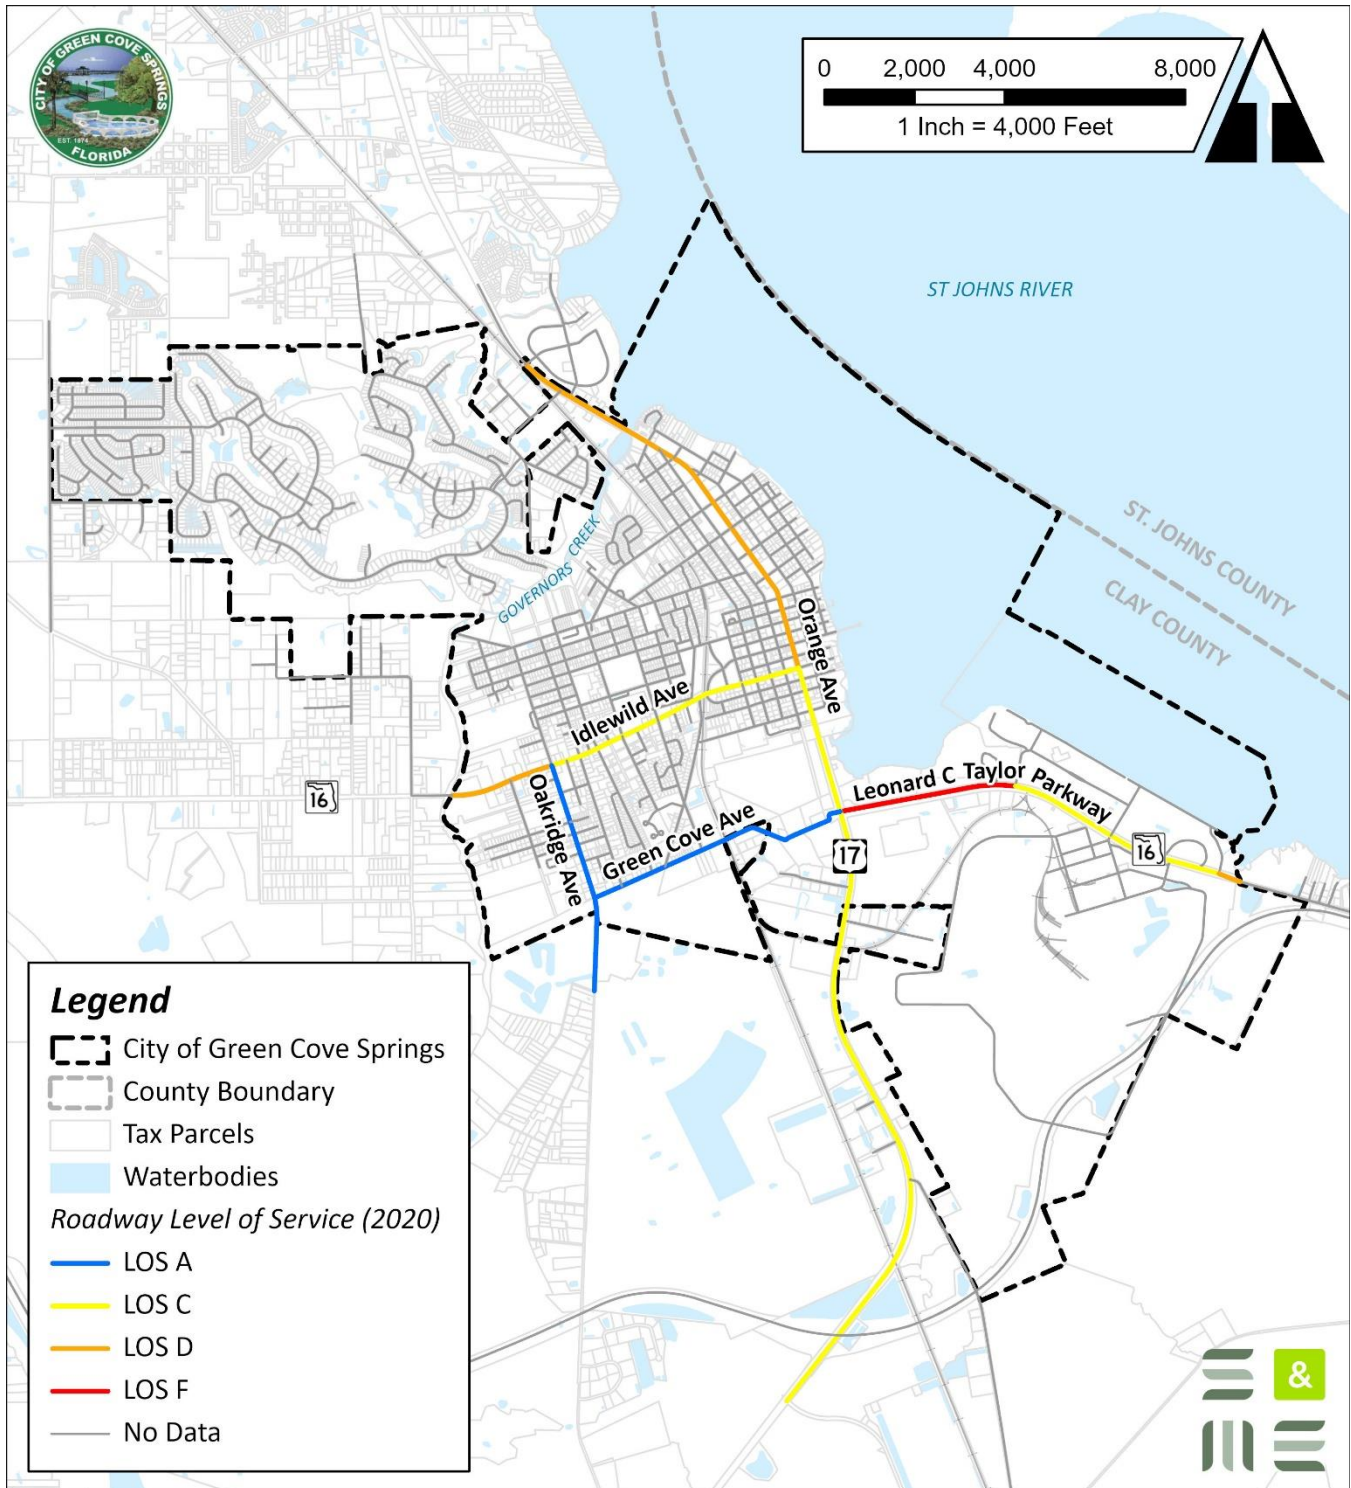 CITY OF GREEN COVE SPRINGS
EST. 1874
FLORIDA
0 2,000 4,000 8,000
1 Inch = 4,000 Feet
ST JOHNS RIVER
ST. JOHNS COUNTY
CLAY COUNTY
GOVERNORS CREEK
Orange Ave
Idlewild Ave
Leonard C Taylor Parkway
16
Oakridge Ave
Green Cove Ave
17
16
Legend
City of Green Cove Springs
County Boundary
Tax Parcels
Waterbodies
Roadway Level of Service (2020)
LOS A
LOS C
LOS D
LOS F
No Data
S &
M E